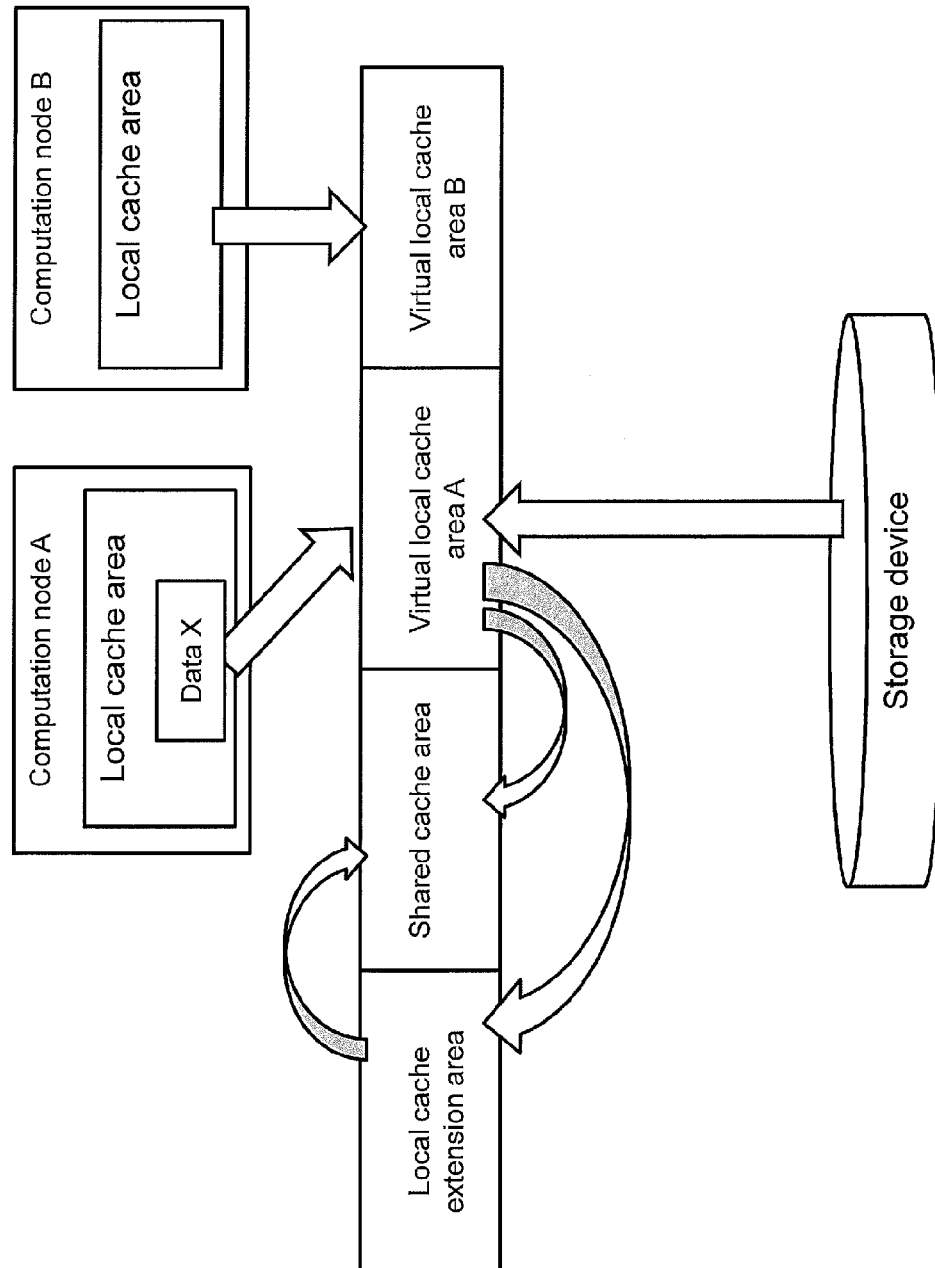 Computation node A
Local cache area
Data X
Computation node B
Local cache area
Local cache
extension area
Shared cache area
Virtual local cache
area A
Virtual local cache
area B
Storage device